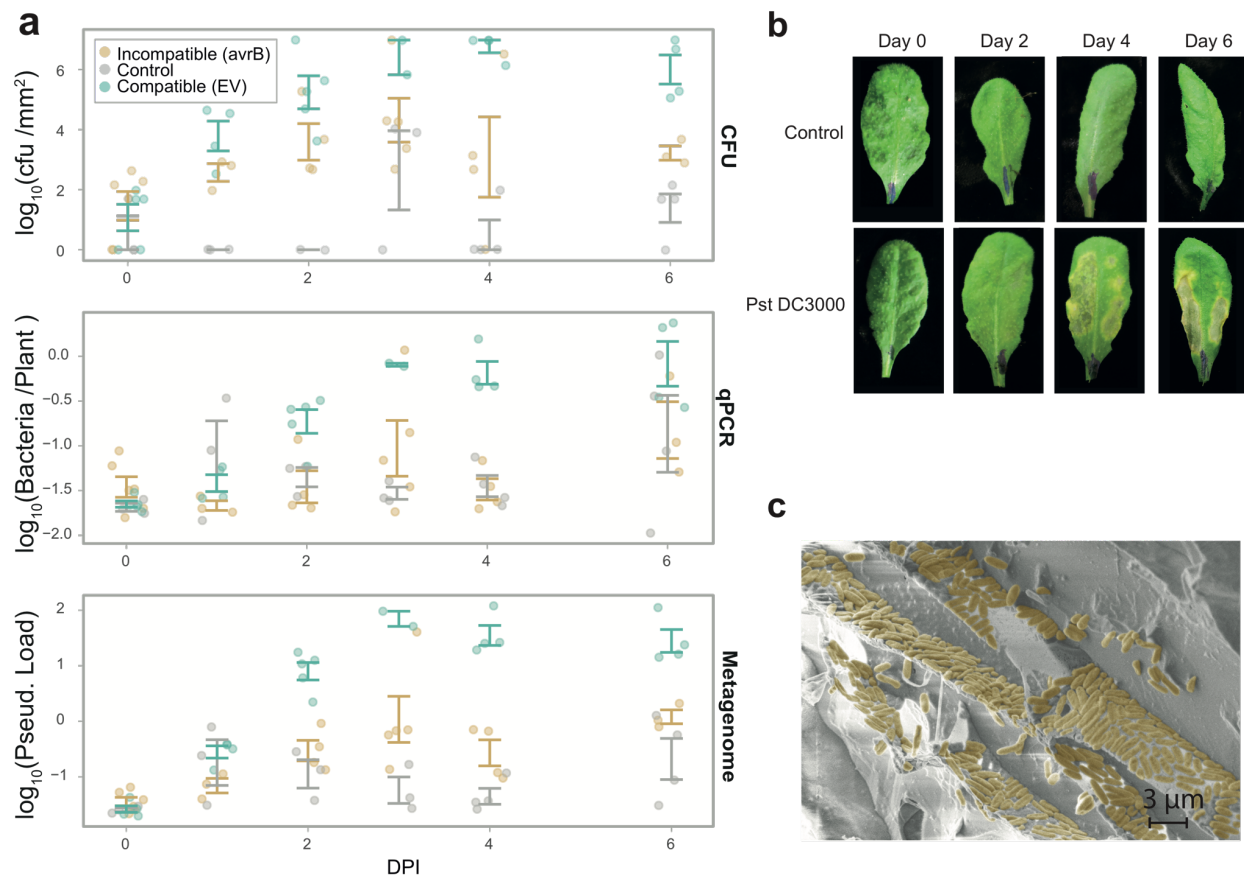 a
log10(cfu /mm²)
Incompatible (avrB)
Control
Compatible (EV)
6
4
2
0
CFU
0
2
4
6
log10(Bacteria /Plant )
0.0
−0.5
−1.0
−1.5
−2.0
qPCR
0
2
4
6
log10(Pseud. Load)
2
1
0
−1
Metagenome
0
2
4
6
DPI
b
Day 0
Day 2
Day 4
Day 6
Control
Pst DC3000
c
3 μm